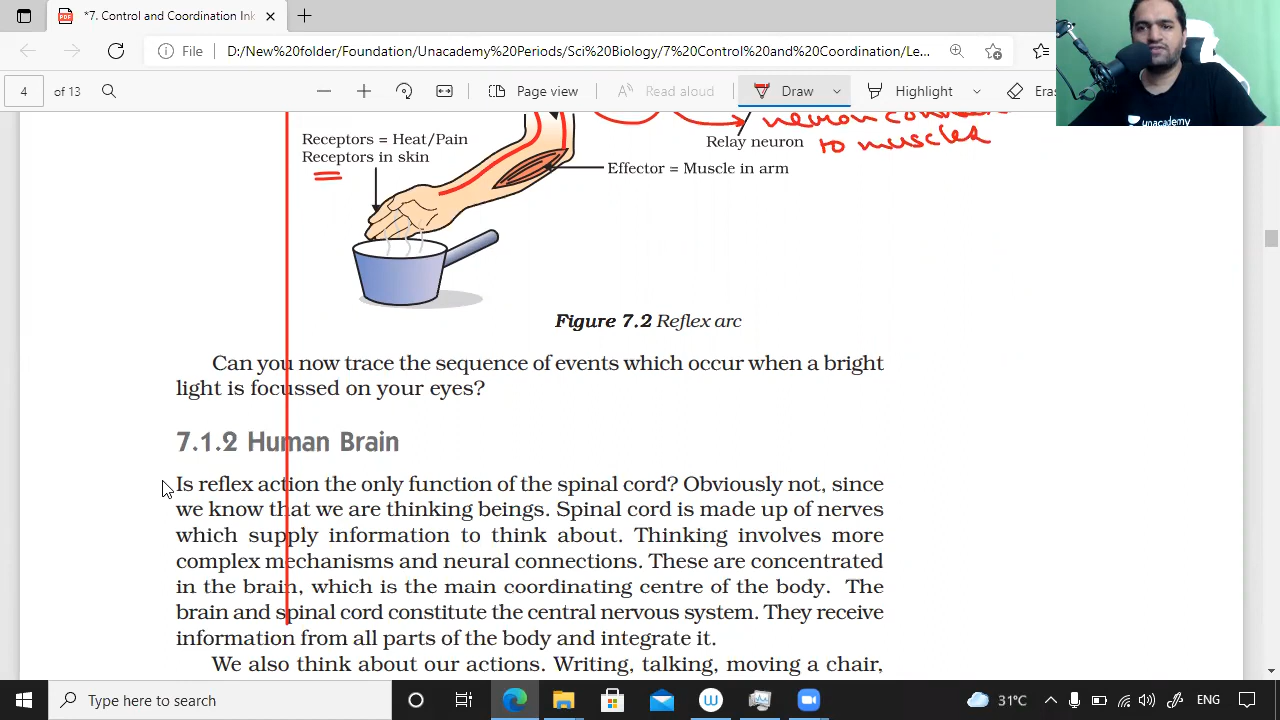 *7. Control and Coordination Ink
File
D:/New%20folder/Foundation/Unacademy%20Periods/Sci%20Biology/7%20Control%20and%20Coordination/Le...
4 of 13
Page view
Read aloud
Draw
Highlight
Eras
unacademy
neuron
to muscles
Relay neuron
Receptors = Heat/Pain
Receptors in skin
Effector = Muscle in arm
Figure 7.2 Reflex arc
Can you now trace the sequence of events which occur when a bright
light is focussed on your eyes?
7.1.2 Human Brain
Is reflex action the only function of the spinal cord? Obviously not, since
we know that we are thinking beings. Spinal cord is made up of nerves
which supply information to think about. Thinking involves more
complex mechanisms and neural connections. These are concentrated
in the brain, which is the main coordinating centre of the body. The
brain and spinal cord constitute the central nervous system. They receive
information from all parts of the body and integrate it.
We also think about our actions. Writing, talking, moving a chair,
Type here to search
31°C
ENG